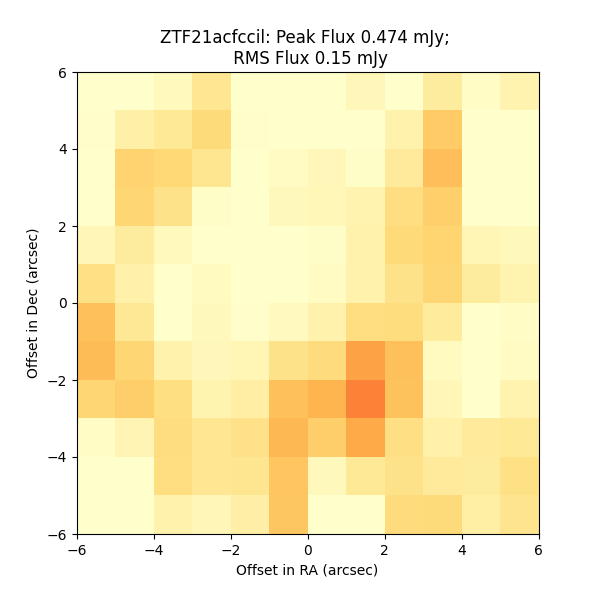 ZTF21acfccil: Peak Flux 0.474 mJy;
RMS Flux 0.15 mJy
6
4
2
0
−2
−4
−6
Offset in Dec (arcsec)
−6 −4 −2 0 2 4 6
Offset in RA (arcsec)